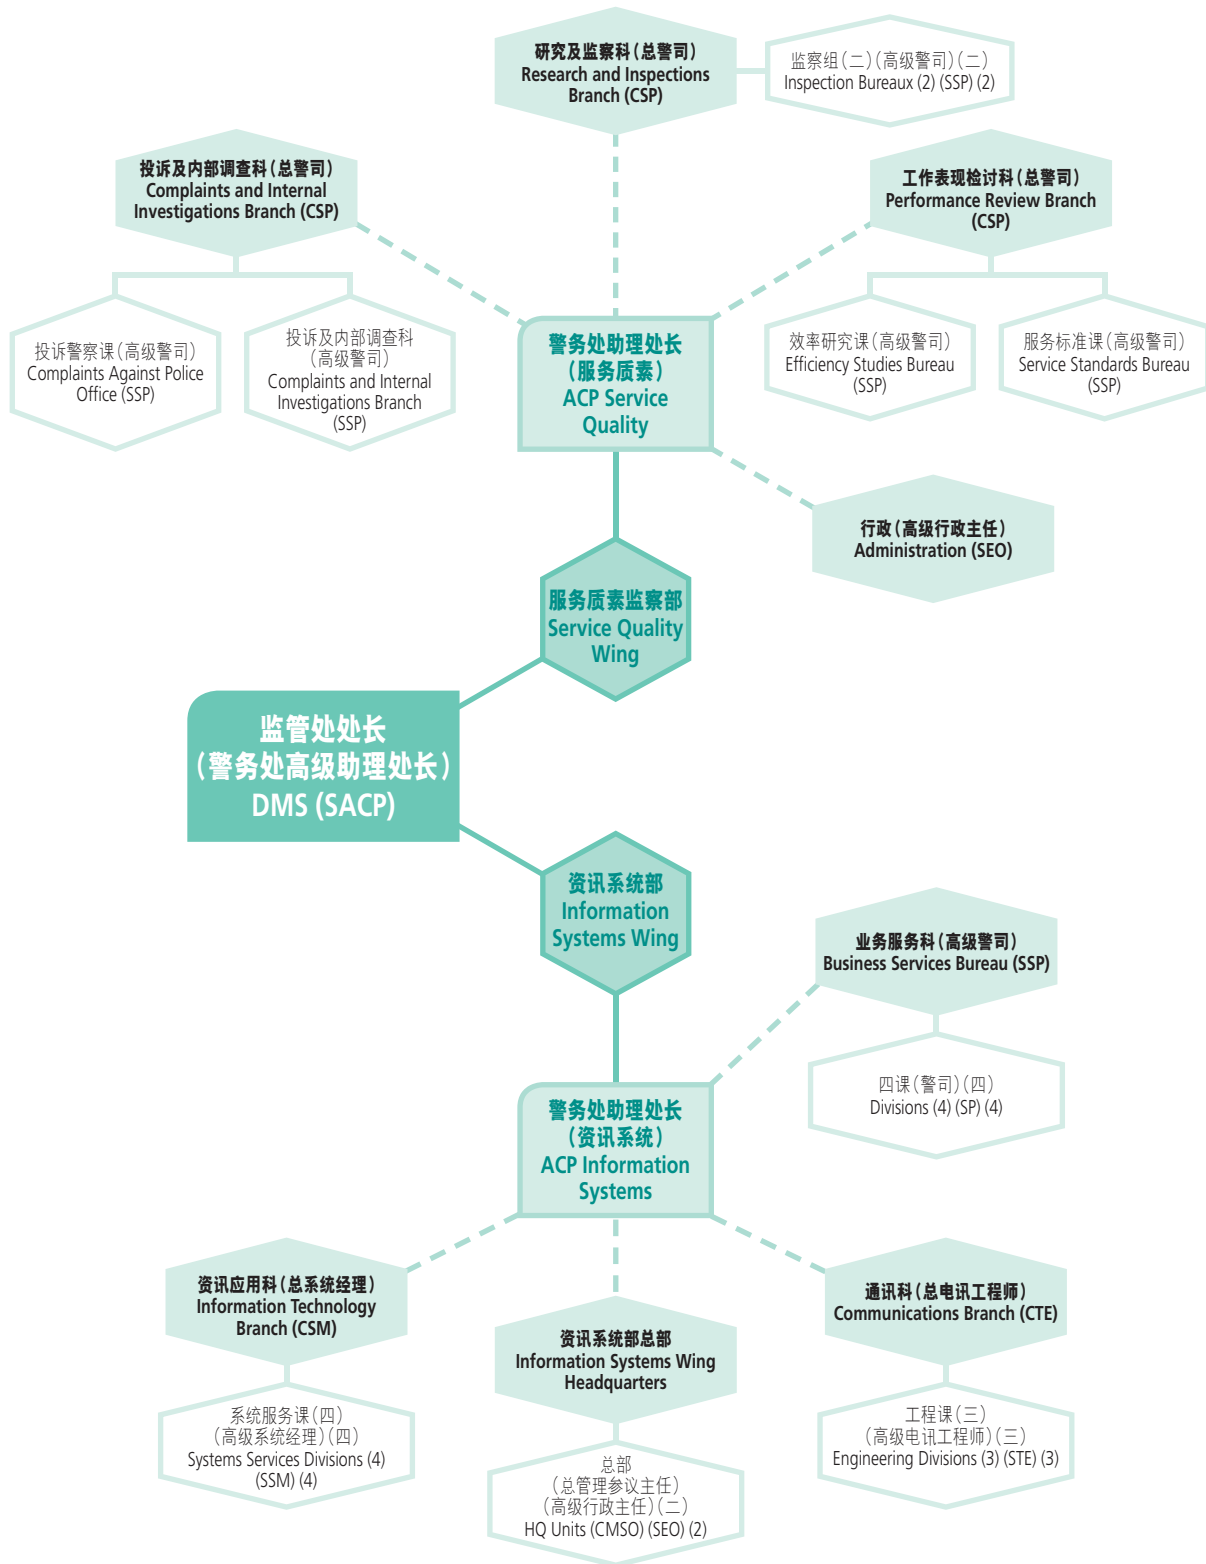 研究及监察科(总警司)
Research and Inspections
Branch (CSP)
监察组(二)(高级警司)(二)
Inspection Bureaux (2) (SSP) (2)
投诉及内部调查科(总警司)
Complaints and Internal
Investigations Branch (CSP)
工作表现检讨科(总警司)
Performance Review Branch
(CSP)
投诉警察课(高级警司)
Complaints Against Police
Office (SSP)
投诉及内部调查科
(高级警司)
Complaints and Internal
Investigations Branch
(SSP)
警务处助理处长
(服务质素)
ACP Service
Quality
效率研究课(高级警司)
Efficiency Studies Bureau
(SSP)
服务标准课(高级警司)
Service Standards Bureau
(SSP)
行政(高级行政主任)
Administration (SEO)
服务质素监察部
Service Quality
Wing
监管处处长
(警务处高级助理处长)
DMS (SACP)
资讯系统部
Information
Systems Wing
业务服务科(高级警司)
Business Services Bureau (SSP)
四课(警司)(四)
Divisions (4) (SP) (4)
警务处助理处长
(资讯系统)
ACP Information
Systems
资讯应用科(总系统经理)
Information Technology
Branch (CSM)
资讯系统部总部
Information Systems Wing
Headquarters
通讯科(总电讯工程师)
Communications Branch (CTE)
系统服务课(四)
(高级系统经理)(四)
Systems Services Divisions (4)
(SSM) (4)
总部
(总管理参议主任)
(高级行政主任)(二)
HQ Units (CMSO) (SEO) (2)
工程课(三)
(高级电讯工程师)(三)
Engineering Divisions (3) (STE) (3)